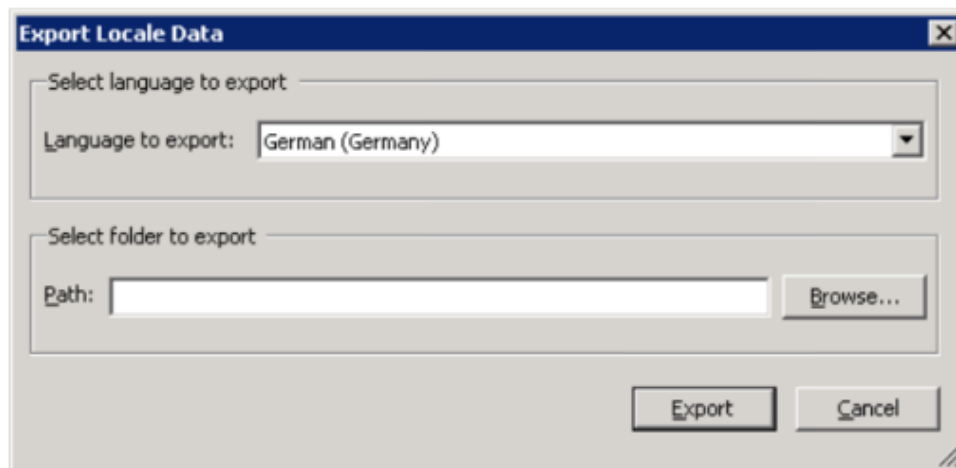 Export Locale Data
Select language to export
Language to export: German (Germany)
Select folder to export
Path: Browse...
Export Cancel